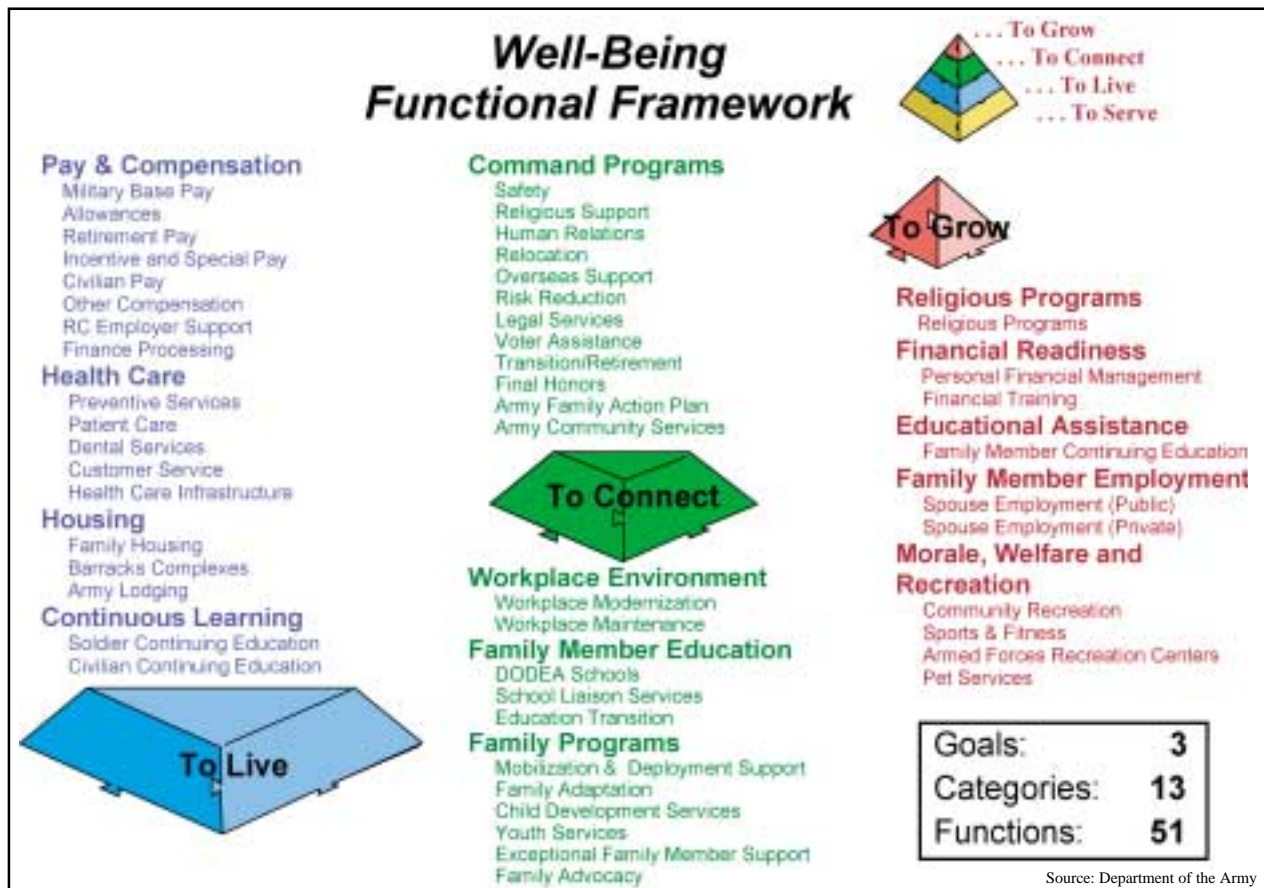 Well-Being
Functional Framework
. . . To Grow
. . . To Connect
. . . To Live
. . . To Serve
Pay & Compensation
Military Base Pay
Allowances
Retirement Pay
Incentive and Special Pay
Civilian Pay
Other Compensation
RC Employer Support
Finance Processing
Health Care
Preventive Services
Patient Care
Dental Services
Customer Service
Health Care Infrastructure
Housing
Family Housing
Barracks Complexes
Army Lodging
Continuous Learning
Soldier Continuing Education
Civilian Continuing Education
To Live
Command Programs
Safety
Religious Support
Human Relations
Relocation
Overseas Support
Risk Reduction
Legal Services
Voter Assistance
Transition/Retirement
Final Honors
Army Family Action Plan
Army Community Services
To Connect
Workplace Environment
Workplace Modernization
Workplace Maintenance
Family Member Education
DODEA Schools
School Liaison Services
Education Transition
Family Programs
Mobilization & Deployment Support
Family Adaptation
Child Development Services
Youth Services
Exceptional Family Member Support
Family Advocacy
To Grow
Religious Programs
Religious Programs
Financial Readiness
Personal Financial Management
Financial Training
Educational Assistance
Family Member Continuing Education
Family Member Employment
Spouse Employment (Public)
Spouse Employment (Private)
Morale, Welfare and
Recreation
Community Recreation
Sports & Fitness
Armed Forces Recreation Centers
Pet Services
Goals: 3
Categories: 13
Functions: 51
Source: Department of the Army